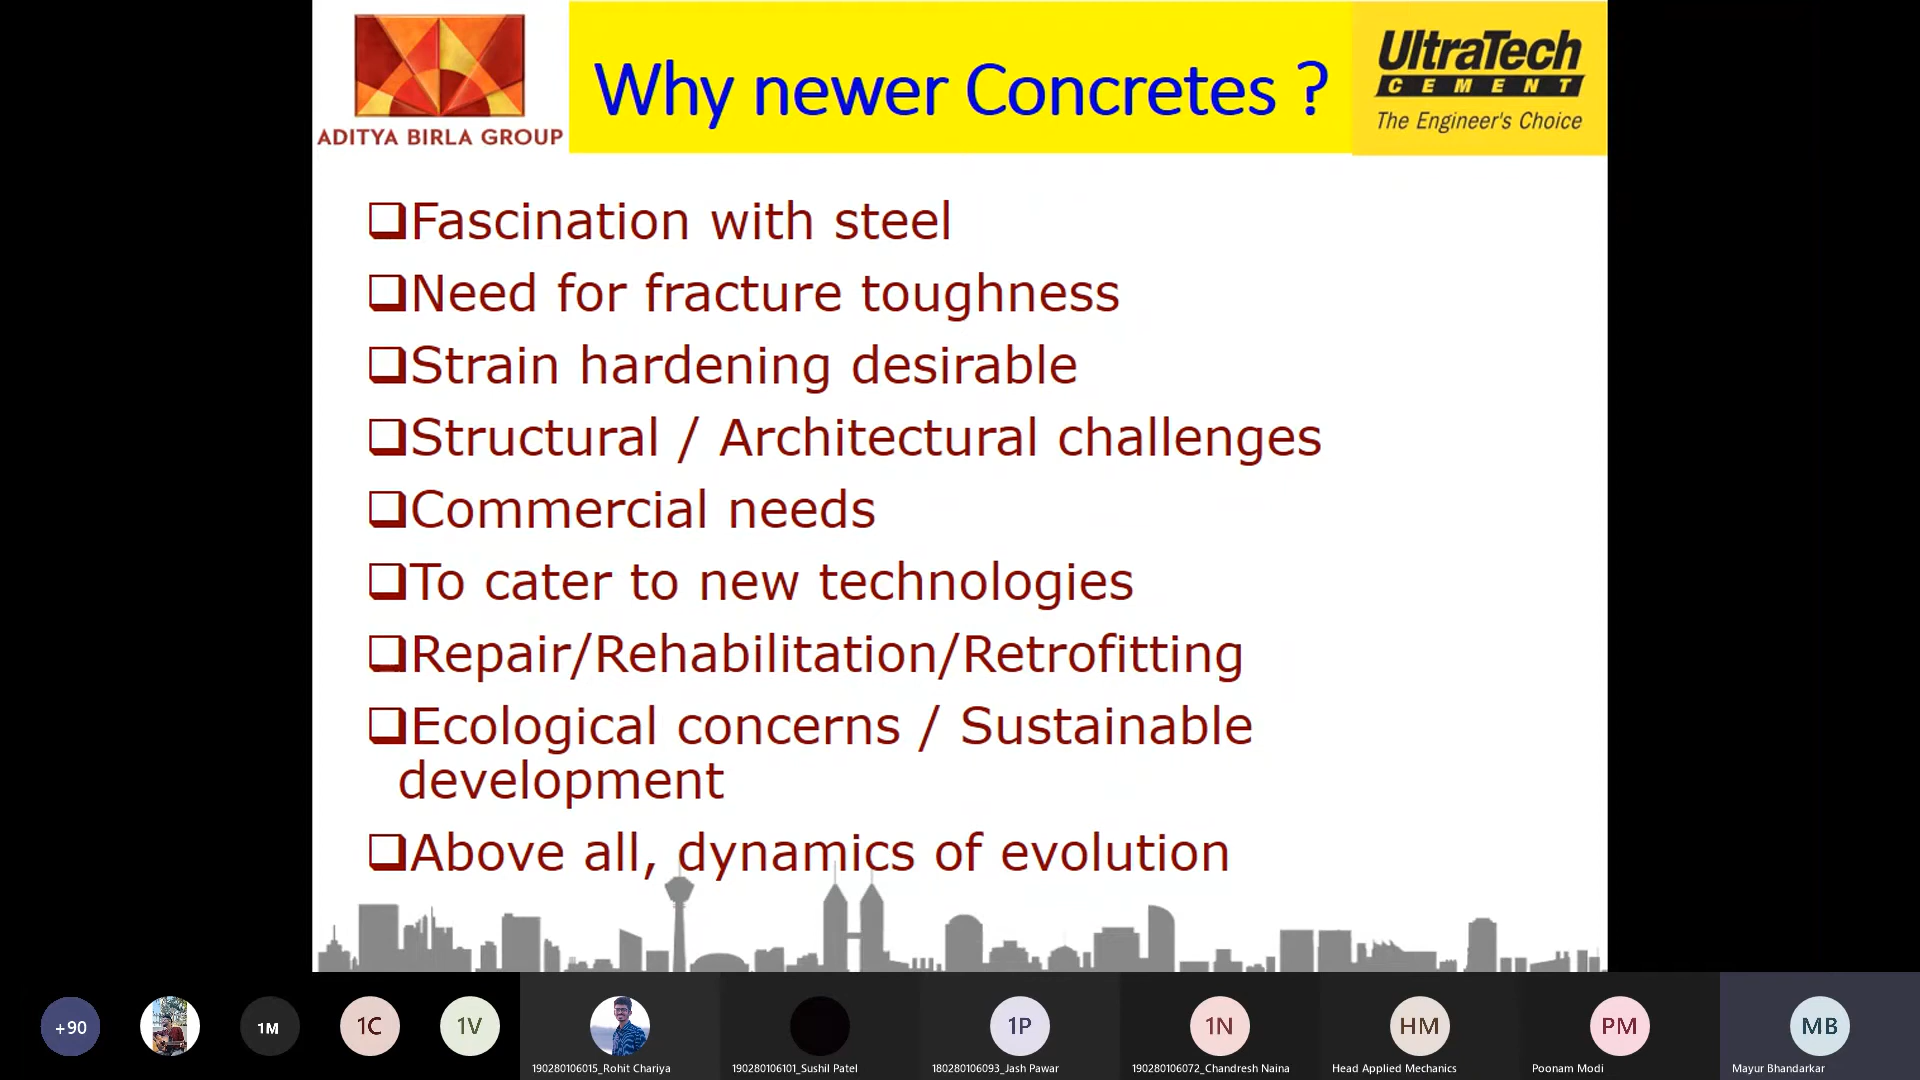 ADITYA BIRLA GROUP
Why newer Concretes ?
UltraTech
CEMENT
The Engineer's Choice
❑Fascination with steel
❑Need for fracture toughness
❑Strain hardening desirable
❑Structural / Architectural challenges
❑Commercial needs
❑To cater to new technologies
❑Repair/Rehabilitation/Retrofitting
❑Ecological concerns / Sustainable
development
❑Above all, dynamics of evolution
+90
1M
1C
1V
1P
1N
HM
PM
MB
190280106015_Rohit Chariya
190280106101_Sushil Patel
180280106093_Jash Pawar
190280106072_Chandresh Naina
Head Applied Mechanics
Poonam Modi
Mayur Bhandarkar